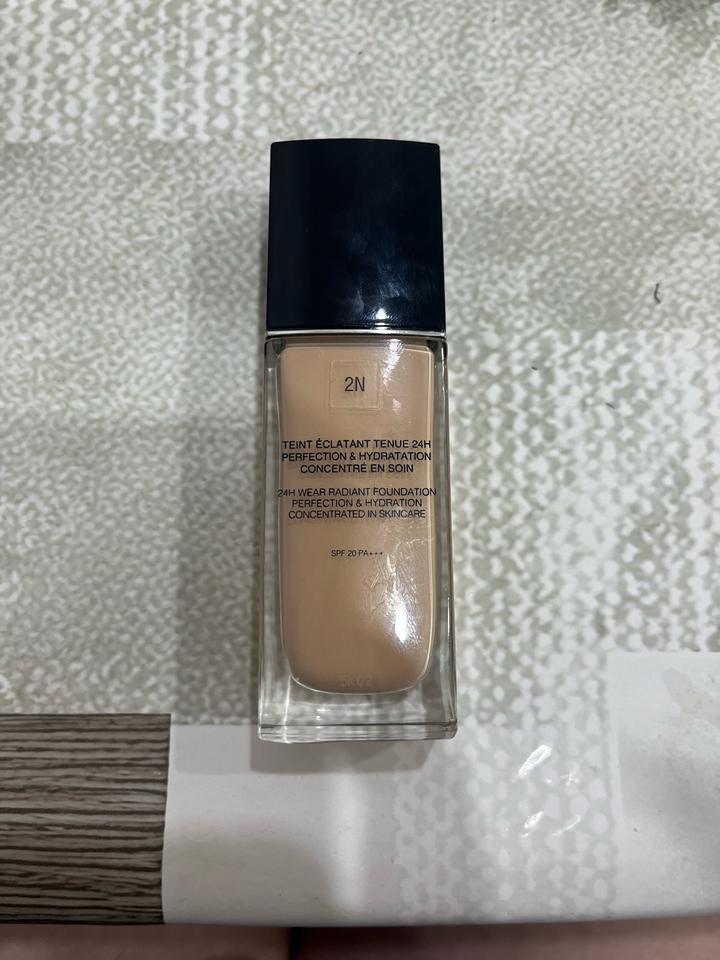 2N
TEINT ÉCLATANT TENUE 24H
PERFECTION & HYDRATATION
CONCENTRÉ EN SOIN
24H WEAR RADIANT FOUNDATION
PERFECTION & HYDRATION
CONCENTRATED IN SKINCARE
SPF 20 PA+++